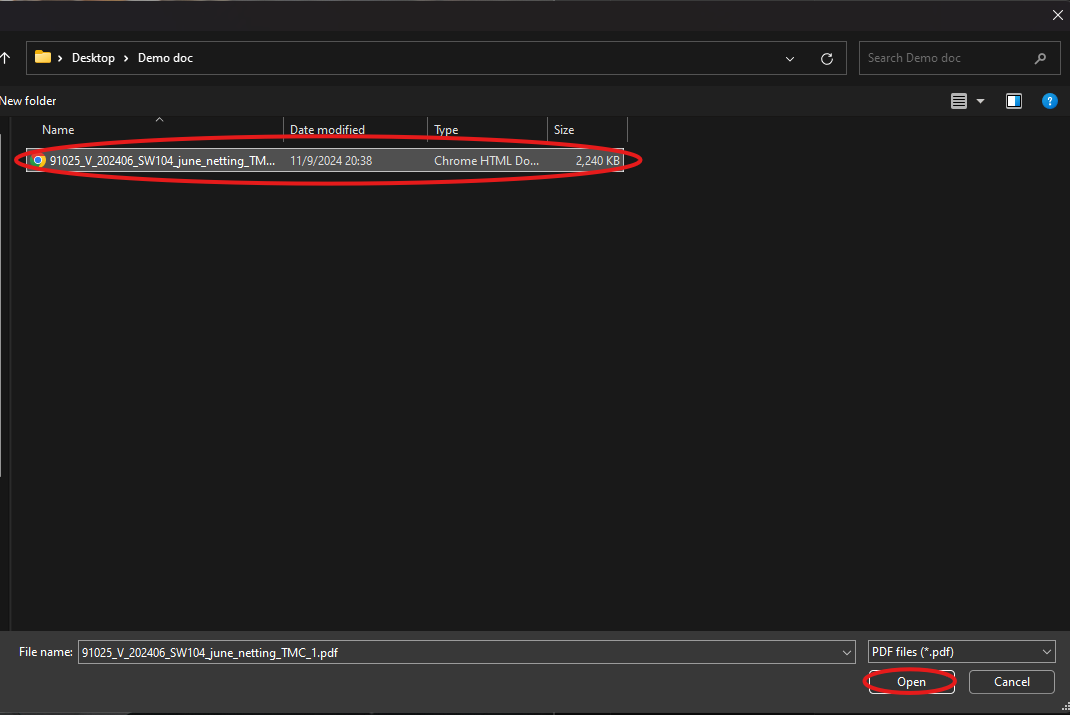 Desktop > Demo doc
Search Demo doc
New folder
?
Name Date modified Type Size
91025_V_202406_SW104_june_netting_TM... 11/9/2024 20:38 Chrome HTML Do... 2,240 KB
File name: 91025_V_202406_SW104_june_netting_TMC_1.pdf PDF files (*.pdf)
Open Cancel